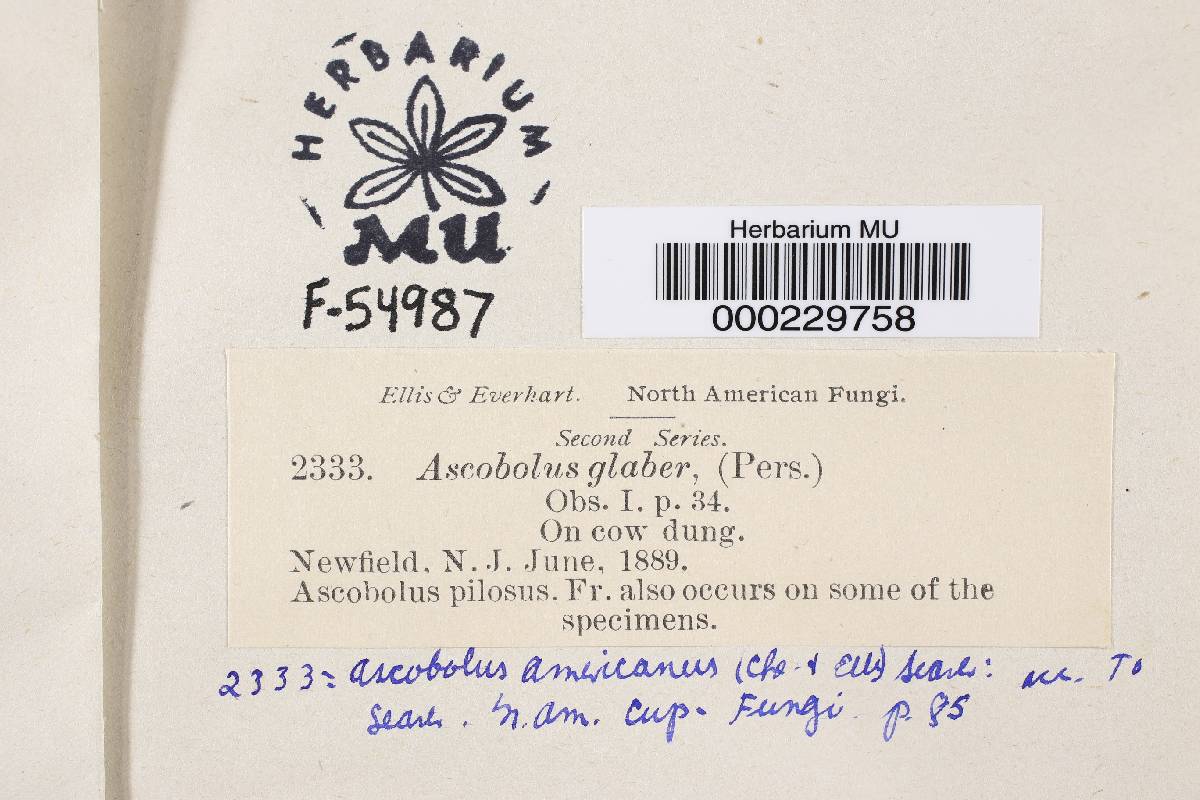 HERBARIUM
MU
F-54987
Herbarium MU
000229758
Ellis & Everhart. North American Fungi.
Second Series.
2333. Ascobolus glaber, (Pers.)
Obs. I. p. 34.
On cow dung.
Newfield, N. J. June, 1889.
Ascobolus pilosus. Fr. also occurs on some of the
specimens.
2333 = Ascobolus americanus (Cke & Ell) Seaver: acc. To
Seaver. N. Am. Cup. Fungi. p. 85